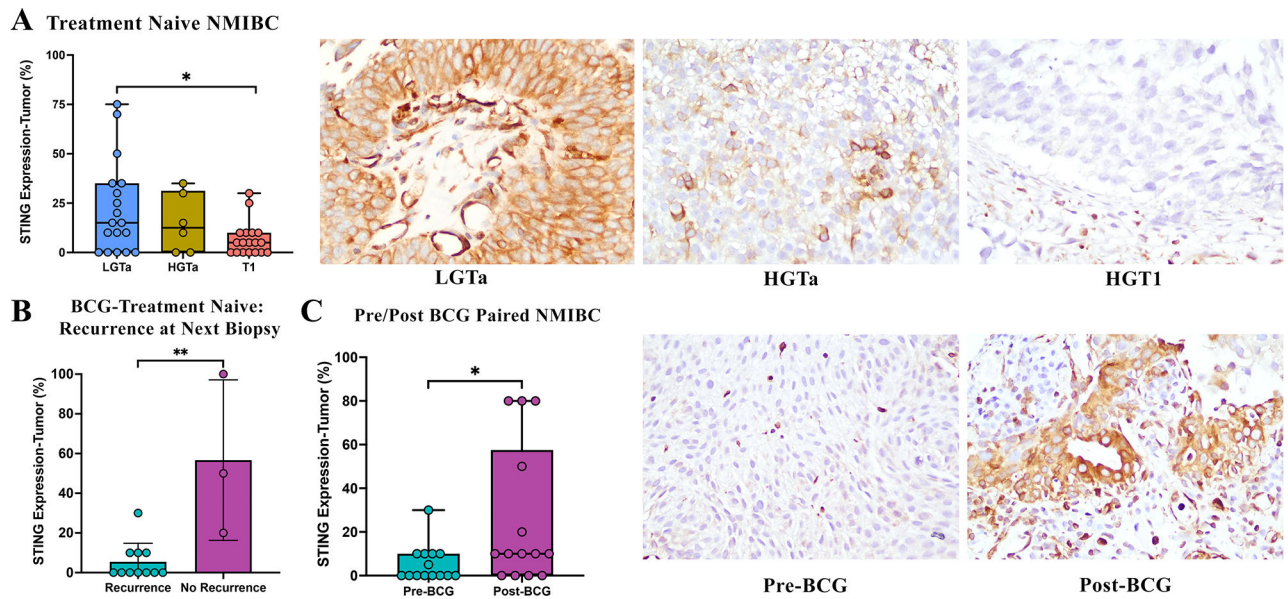 A Treatment Naive NMIBC
STING Expression-Tumor (%)
100
75
50
25
0
*
LGTa HGTa T1
LGTa
HGTa
HGT1
B BCG-Treatment Naive:
Recurrence at Next Biopsy
STING Expression-Tumor (%)
100
80
60
40
20
0
**
Recurrence No Recurrence
C Pre/Post BCG Paired NMIBC
STING Expression-Tumor (%)
100
80
60
40
20
0
*
Pre-BCG Post-BCG
Pre-BCG
Post-BCG